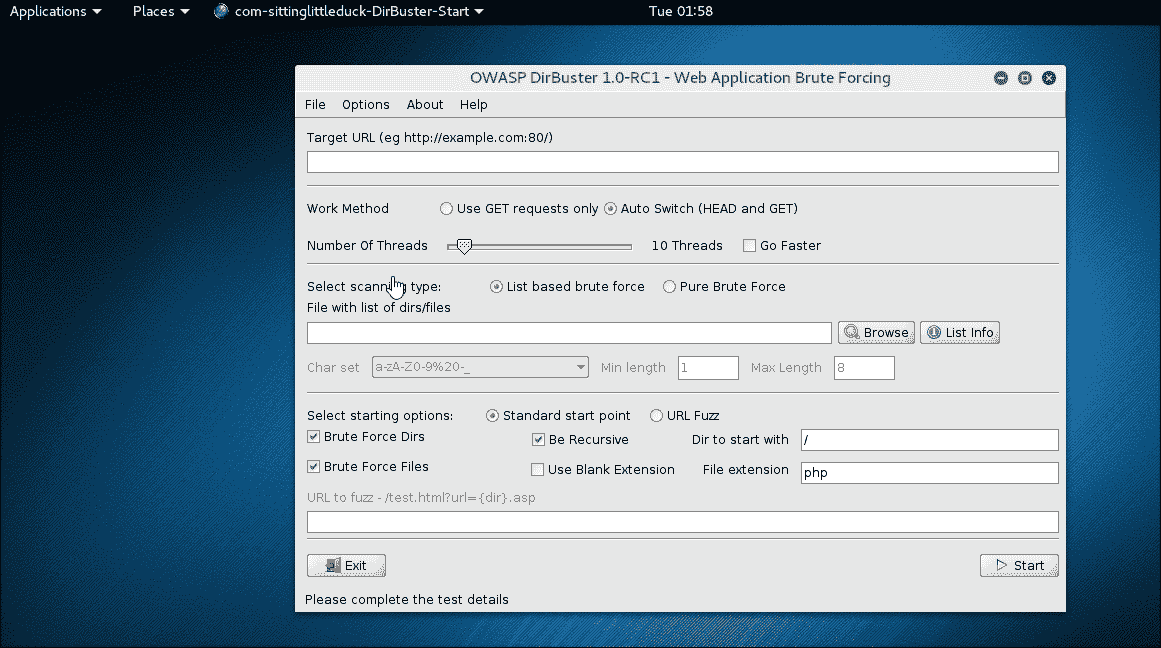 Applications Places com-sittinglittleduck-DirBuster-Start Tue 01:58
OWASP DirBuster 1.0-RC1 - Web Application Brute Forcing
File Options About Help
Target URL (eg http://example.com:80/)
Work Method Use GET requests only Auto Switch (HEAD and GET)
Number Of Threads 10 Threads Go Faster
Select scanning type: List based brute force Pure Brute Force
File with list of dirs/files
Browse List Info
Char set a-zA-Z0-9%20-_ Min length 1 Max Length 8
Select starting options: Standard start point URL Fuzz
Brute Force Dirs Be Recursive Dir to start with /
Brute Force Files Use Blank Extension File extension php
URL to fuzz - /test.html?url={dir}.asp
Exit Start
Please complete the test details